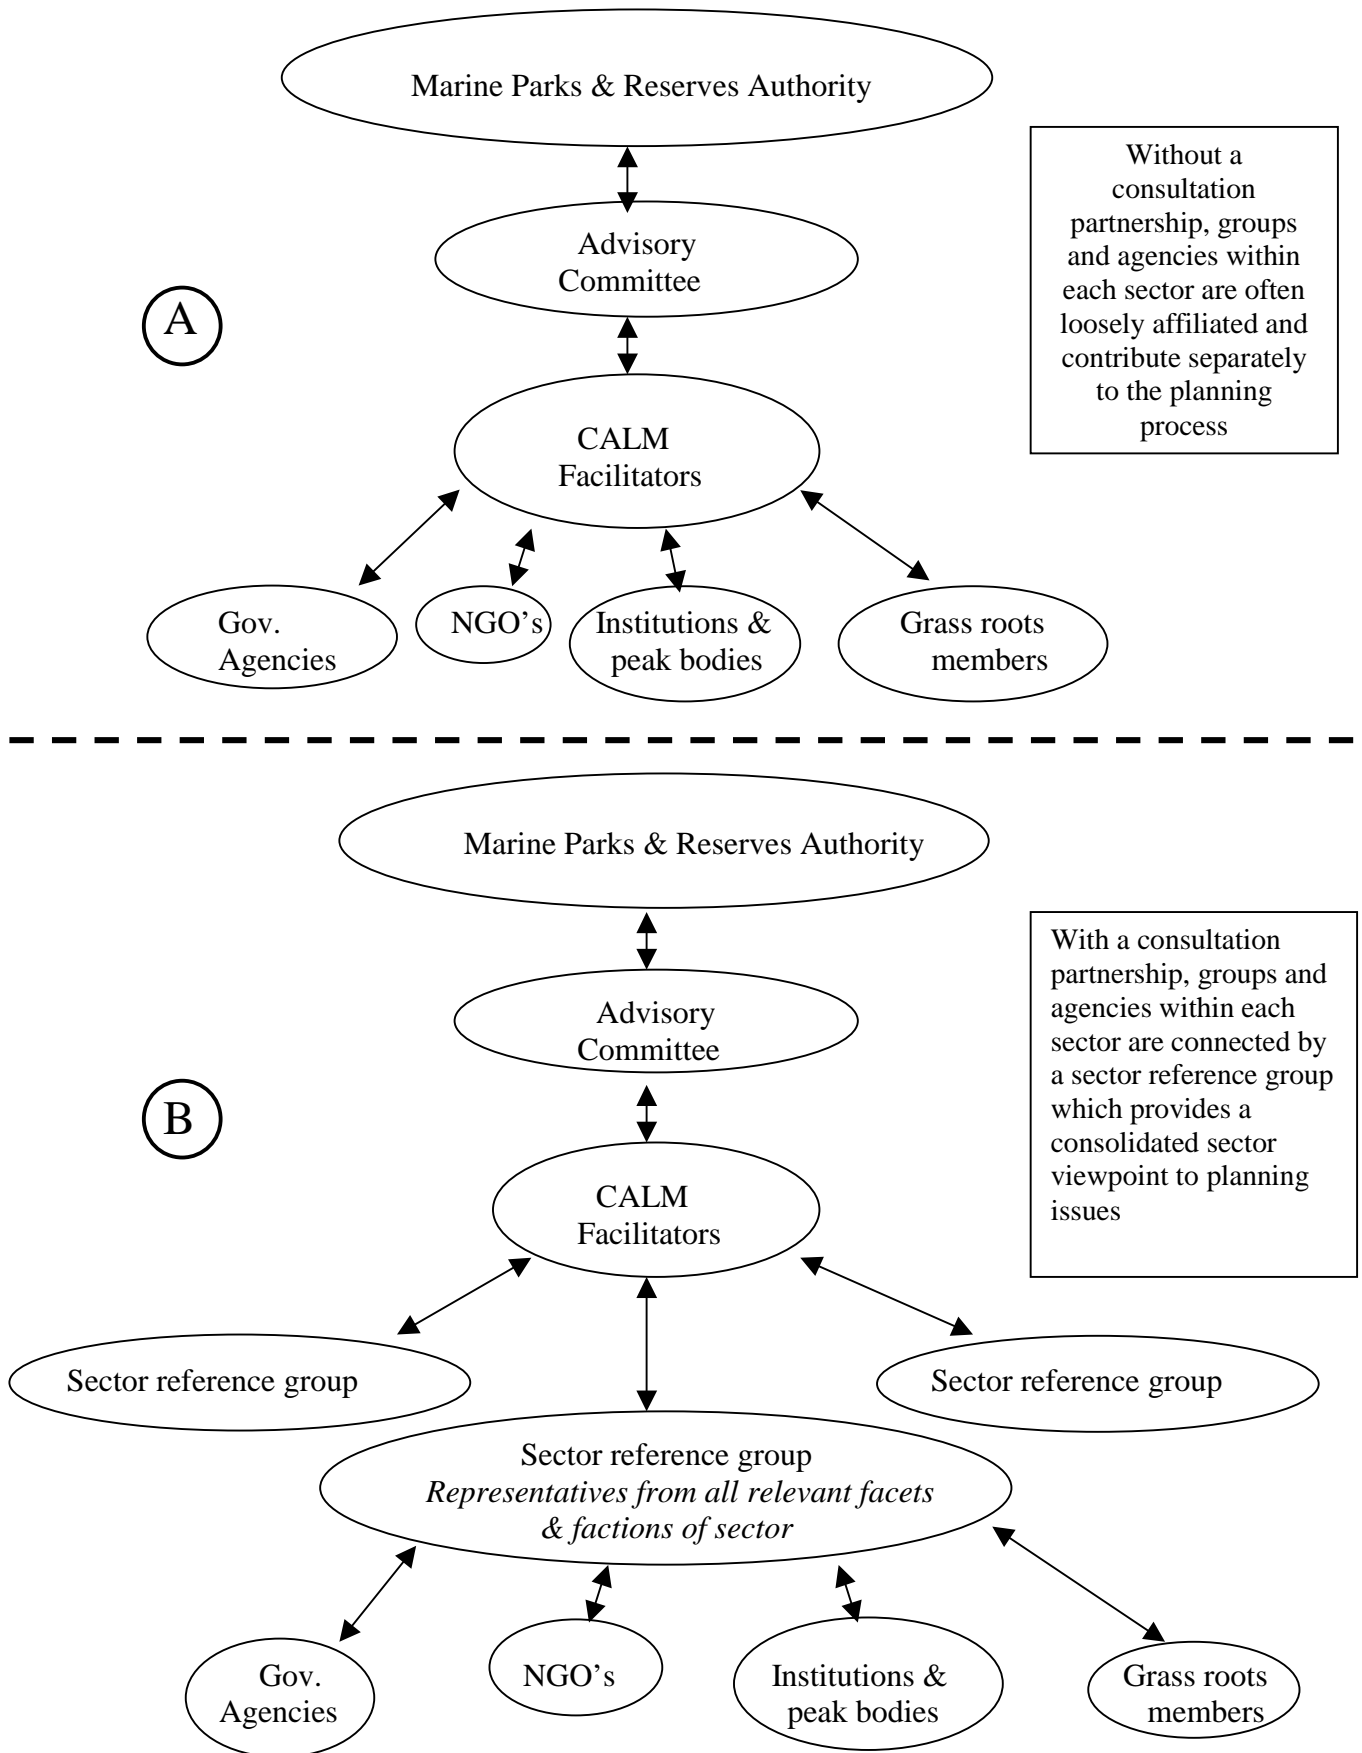 Marine Parks & Reserves Authority
Without a
consultation
partnership, groups
and agencies within
each sector are often
loosely affiliated and
contribute separately
to the planning
process
Advisory
Committee
A
CALM
Facilitators
Gov.
Agencies
NGO's
Institutions &
peak bodies
Grass roots
members
Marine Parks & Reserves Authority
With a consultation
partnership, groups and
agencies within each
sector are connected by
a sector reference group
which provides a
consolidated sector
viewpoint to planning
issues
Advisory
Committee
B
CALM
Facilitators
Sector reference group
Sector reference group
Sector reference group
Representatives from all relevant facets
& factions of sector
Gov.
Agencies
NGO's
Institutions &
peak bodies
Grass roots
members